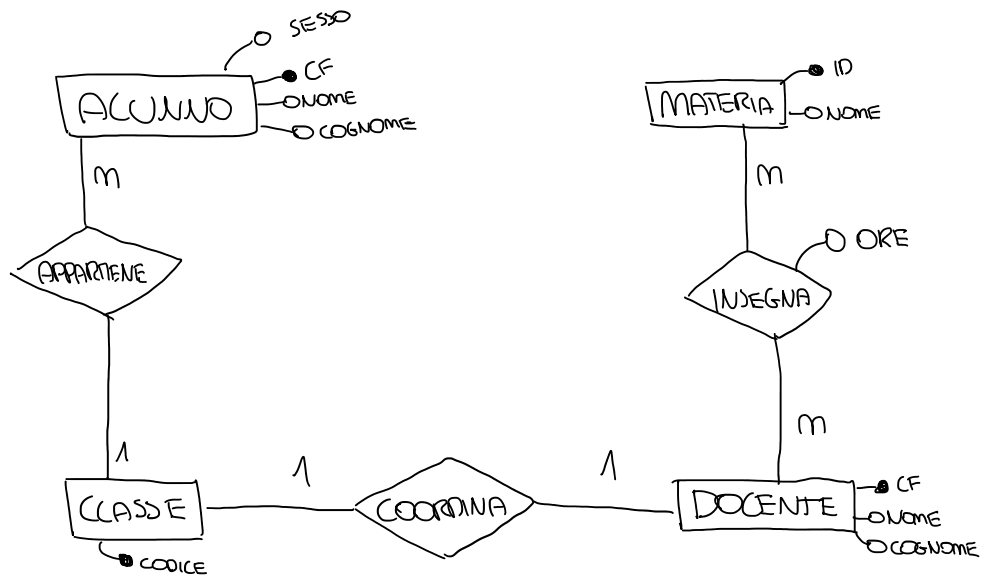 SESSO
CF
ALUNNO
NOME
COGNOME
M
APPARTIENE
1
CLASSE
CODICE
1
COORDINA
1
ID
MATERIA
NOME
M
ORE
INSEGNA
M
DOCENTE
CF
NOME
COGNOME